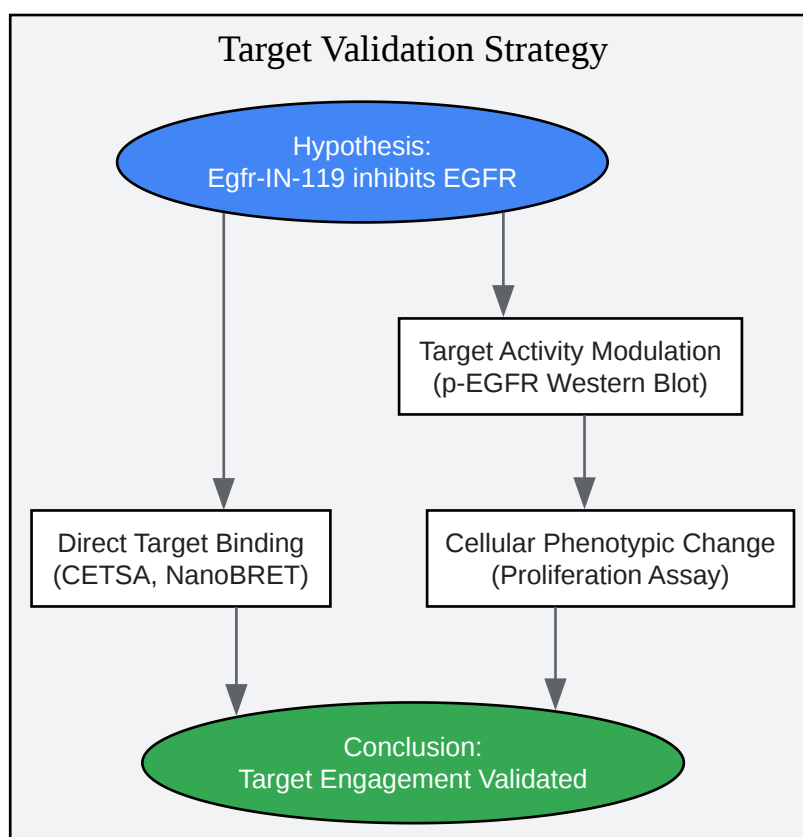 Target Validation Strategy
Hypothesis:
Egfr-IN-119 inhibits EGFR
Target Activity Modulation
(p-EGFR Western Blot)
Direct Target Binding
(CETSA, NanoBRET)
Cellular Phenotypic Change
(Proliferation Assay)
Conclusion:
Target Engagement Validated